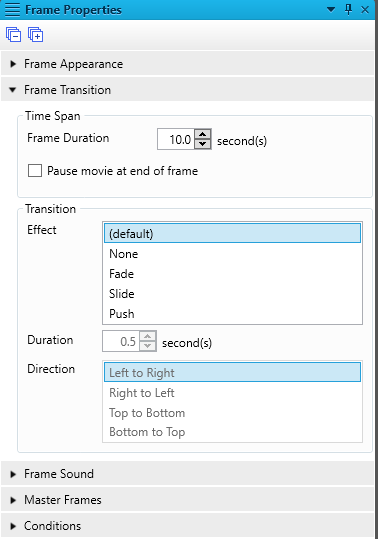 Frame Properties
Frame Appearance
Frame Transition
Time Span
Frame Duration 10.0 second(s)
Pause movie at end of frame
Transition
Effect (default)
None
Fade
Slide
Push
Duration 0.5 second(s)
Direction Left to Right
Right to Left
Top to Bottom
Bottom to Top
Frame Sound
Master Frames
Conditions